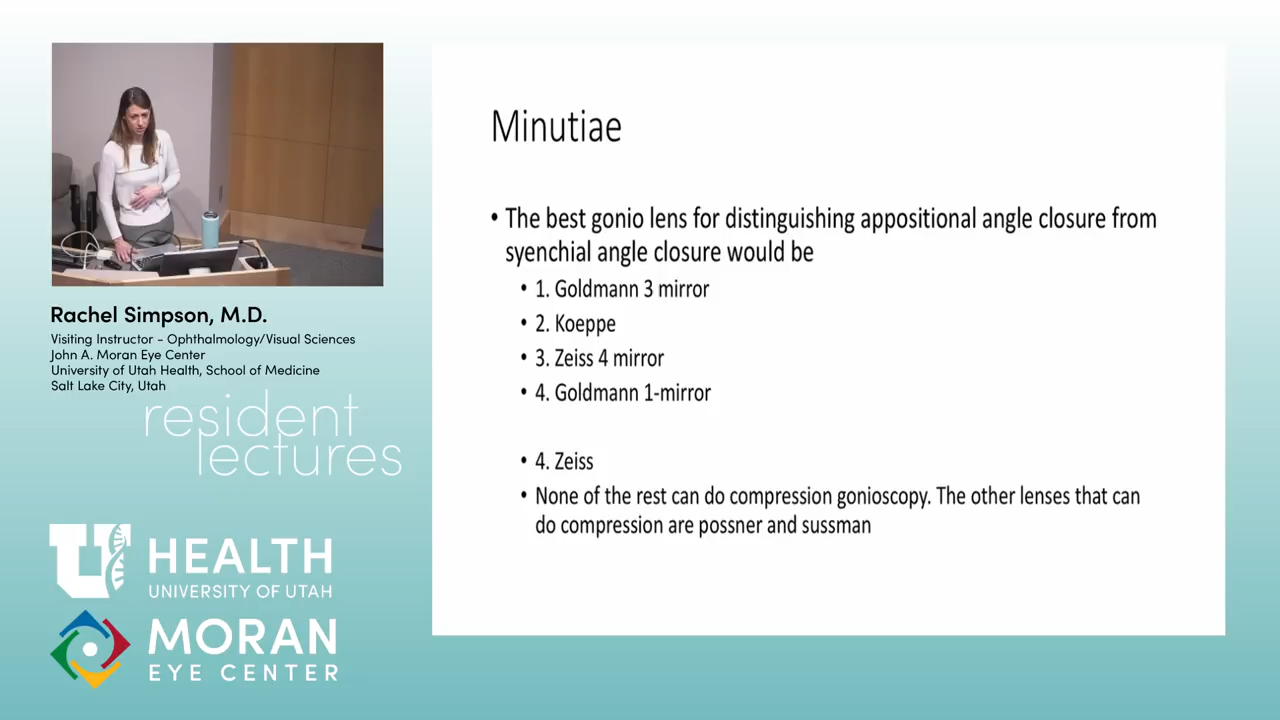 Rachel Simpson, M.D.
Visiting Instructor - Ophthalmology/Visual Sciences
John A. Moran Eye Center
University of Utah Health, School of Medicine
Salt Lake City, Utah
resident
lectures
U
HEALTH
UNIVERSITY OF UTAH
MORAN
EYE CENTER
Minutiae
• The best gonio lens for distinguishing appositional angle closure from
syenchial angle closure would be
• 1. Goldmann 3 mirror
• 2. Koeppe
• 3. Zeiss 4 mirror
• 4. Goldmann 1-mirror
• 4. Zeiss
• None of the rest can do compression gonioscopy. The other lenses that can
do compression are possner and sussman